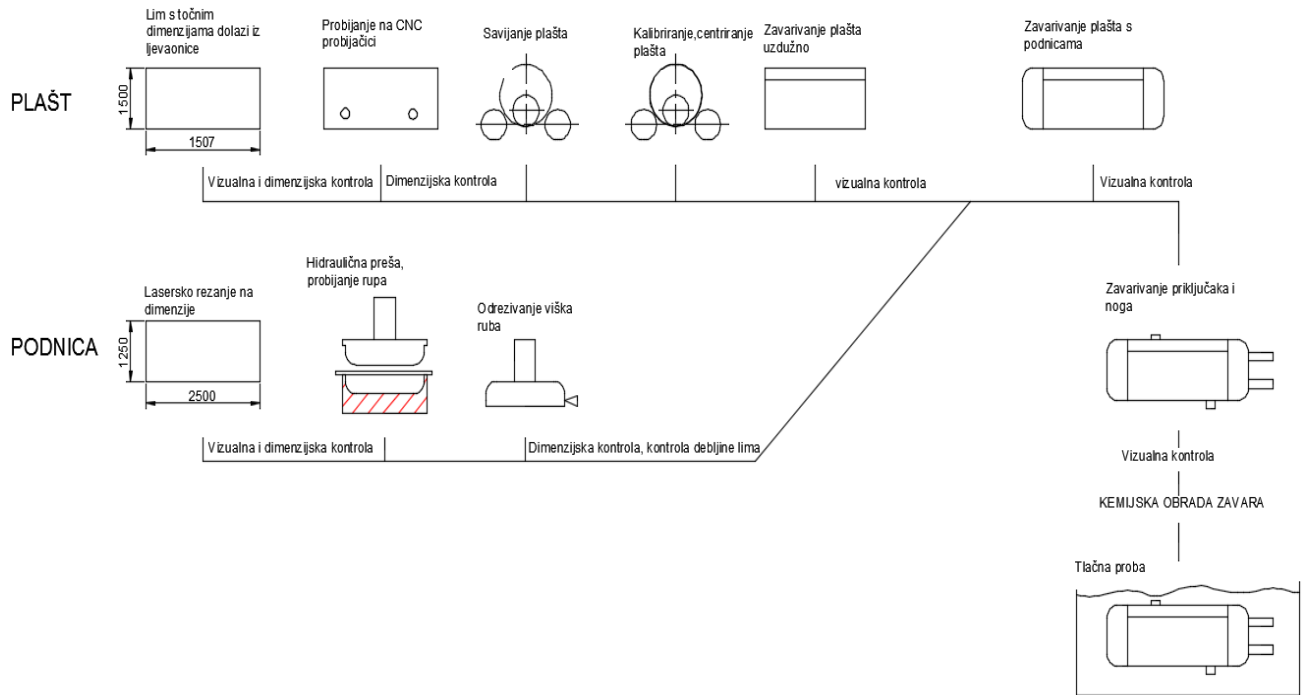 Lim s točnim
dimenzijama dolazi iz
ljevaonice
Probijanje na CNC
probijačici
Savijanje plašta
Kalibriranje,centriranje
plašta
Zavarivanje plašta
uzdužno
Zavarivanje plašta s
podnicama
PLAŠT
1500
1507
Vizualna i dimenzijska kontrola
Dimenzijska kontrola
vizualna kontrola
Vizualna kontrola
Lasersko rezanje na
dimenzije
Hidraulična preša,
probijanje rupa
Odrezivanje viška
ruba
Zavarivanje priključaka i
noga
PODNICA
1250
2500
Vizualna i dimenzijska kontrola
Dimenzijska kontrola, kontrola debljine lima
Vizualna kontrola
KEMIJSKA OBRADA ZAVARA
Tlačna proba